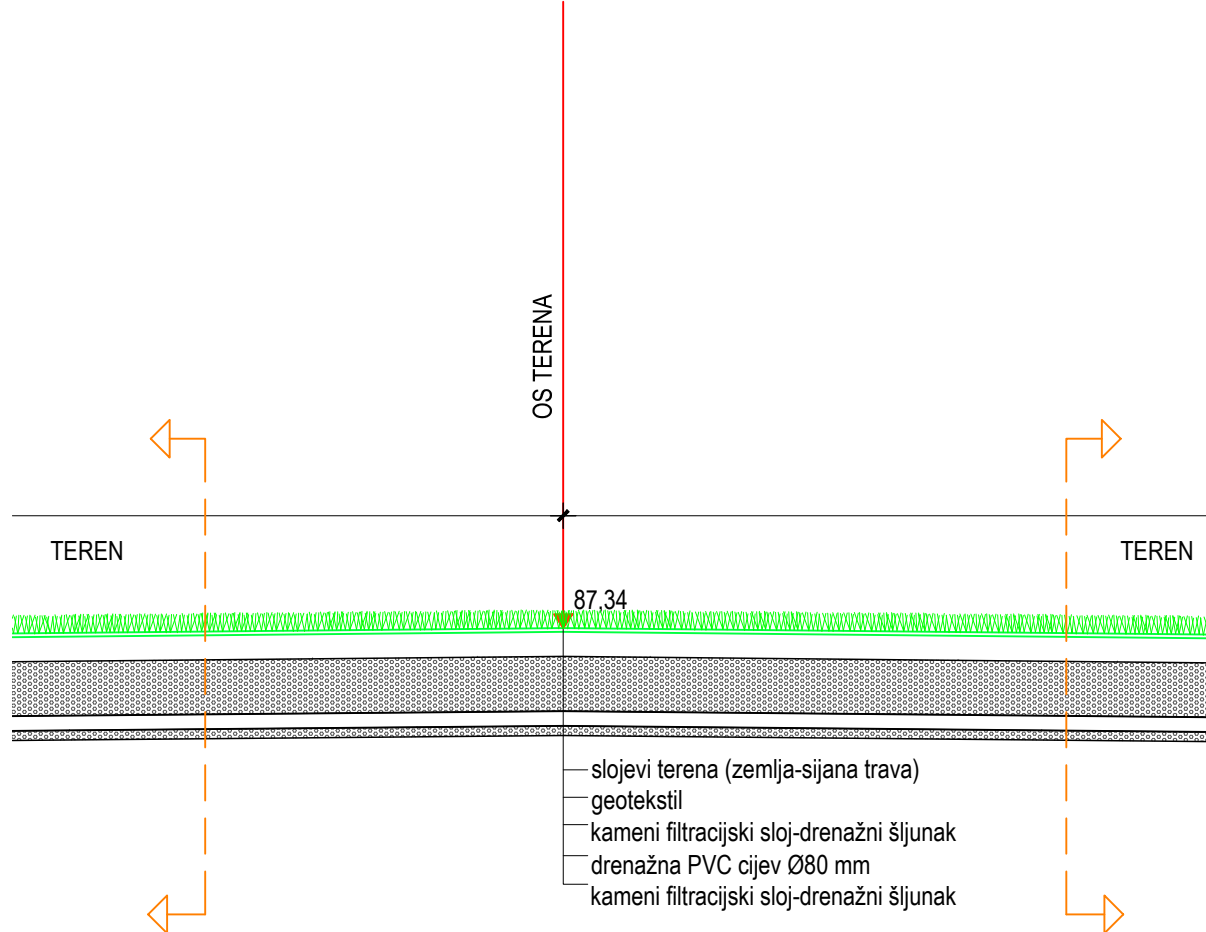 OS TERENA
TEREN
TEREN
87,34
slojevi terena (zemlja-sijana trava)
geotekstil
kameni filtracijski sloj-drenažni šljunak
drenažna PVC cijev Ø80 mm
kameni filtracijski sloj-drenažni šljunak